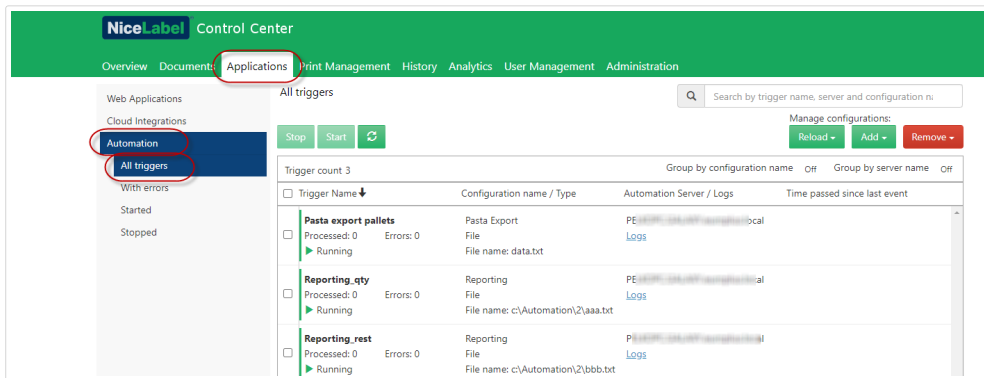 NiceLabel Control Center
Overview Documents Applications Print Management History Analytics User Management Administration
Web Applications
Cloud Integrations
Automation
All triggers
With errors
Started
Stopped
All triggers
Search by trigger name, server and configuration n
Manage configurations:
Stop Start Reload Add Remove
Trigger count 3 Group by configuration name Off Group by server name Off
Trigger Name Configuration name / Type Automation Server / Logs Time passed since last event
Pasta export pallets Pasta Export
Processed: 0 Errors: 0 File Logs
Running File name: data.txt
Reporting_qty Reporting
Processed: 0 Errors: 0 File Logs
Running File name: c:\Automation\2\aaa.txt
Reporting_rest Reporting
Processed: 0 Errors: 0 File Logs
Running File name: c:\Automation\2\bbb.txt